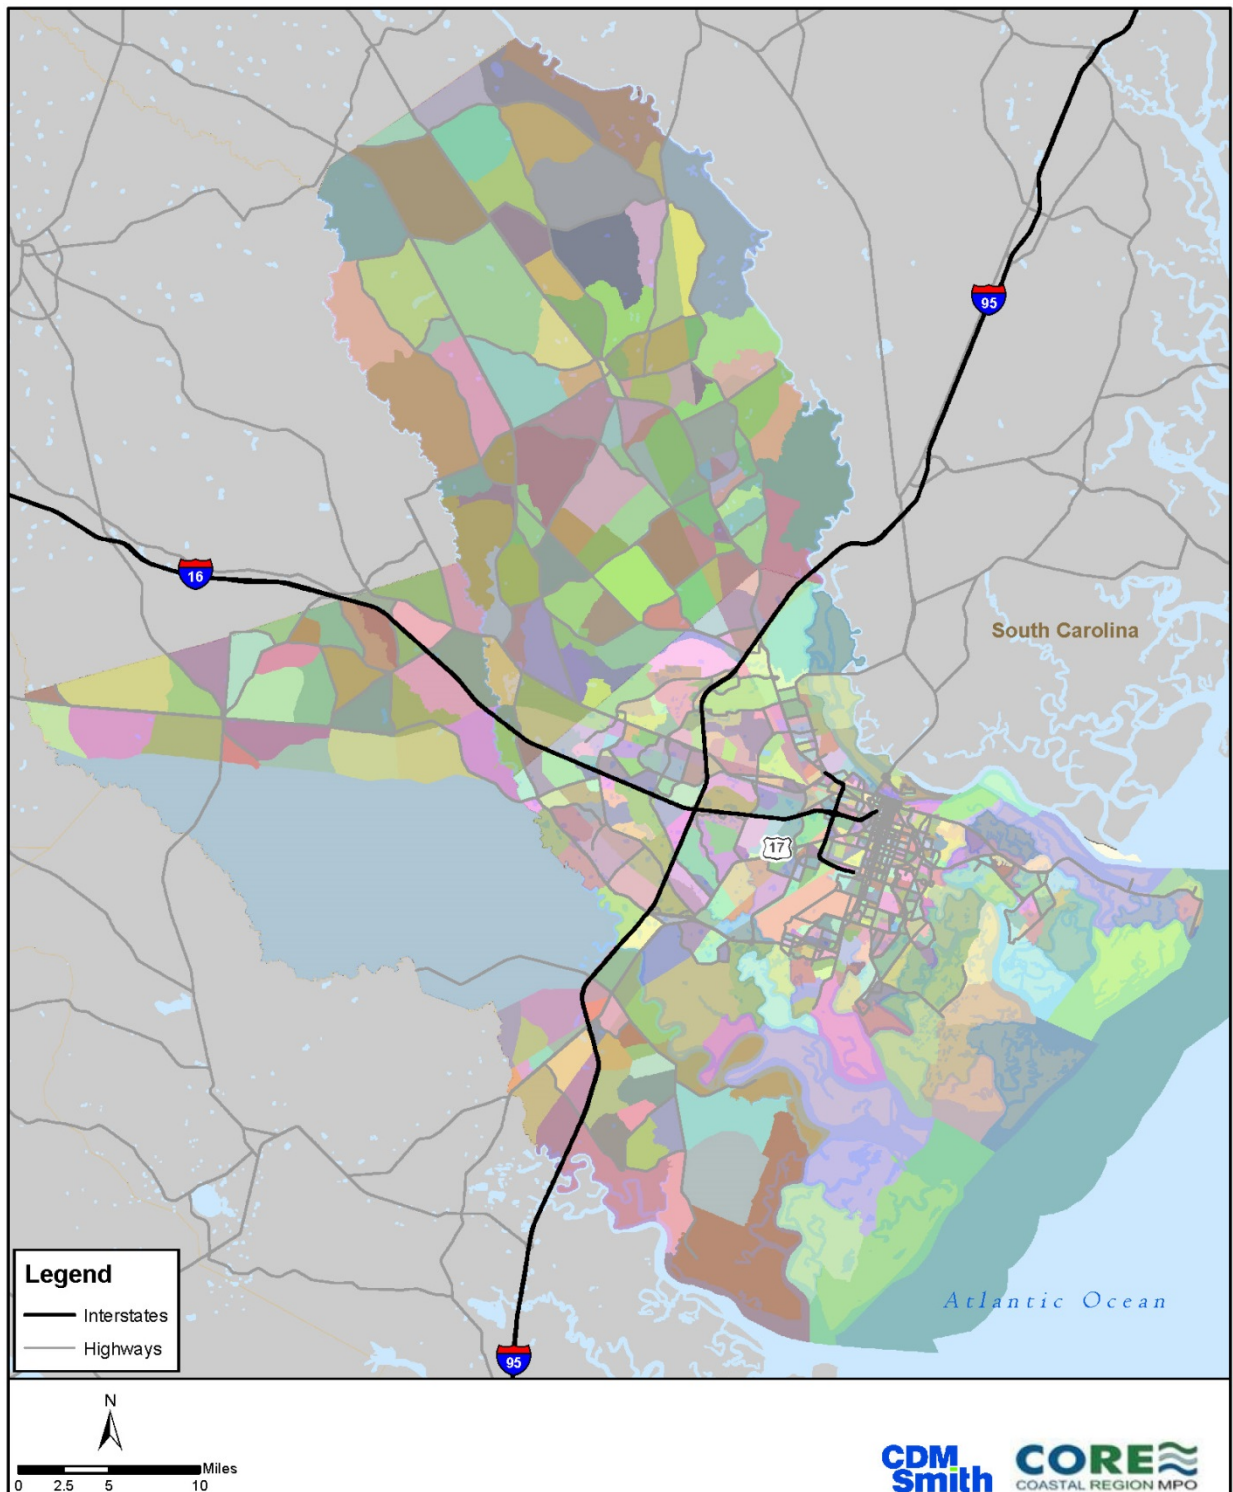 95
16
South Carolina
17
Legend
Interstates
Highways
Atlantic Ocean
95
N
Miles
0 2.5 5 10
CDM
Smith
CORE
COASTAL REGION MPO